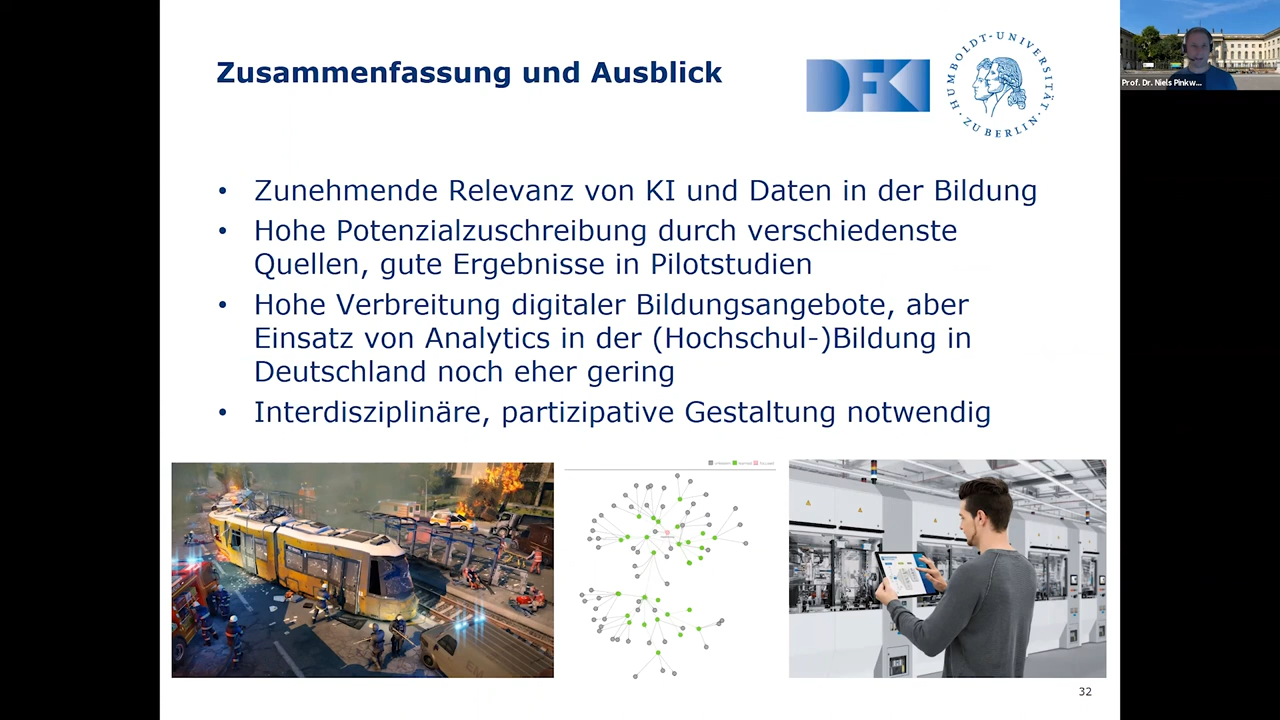 Zusammenfassung und Ausblick
DFKI
HUMBOLDT-UNIVERSITÄT
ZU BERLIN
Prof. Dr. Niels Pinkw...
• Zunehmende Relevanz von KI und Daten in der Bildung
• Hohe Potenzialzuschreibung durch verschiedenste
Quellen, gute Ergebnisse in Pilotstudien
• Hohe Verbreitung digitaler Bildungsangebote, aber
Einsatz von Analytics in der (Hochschul-)Bildung in
Deutschland noch eher gering
• Interdisziplinäre, partizipative Gestaltung notwendig
32